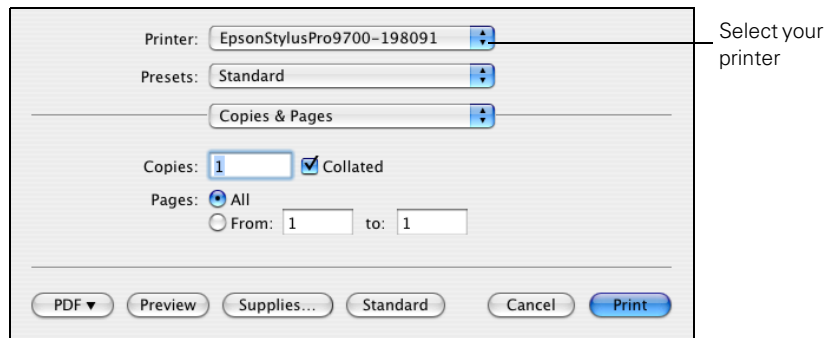 Printer: EpsonStylusPro9700-198091
Select your
printer
Presets: Standard
Copies & Pages
Copies: 1 Collated
Pages: All
From: 1 to: 1
PDF ▼ Preview Supplies... Standard Cancel Print